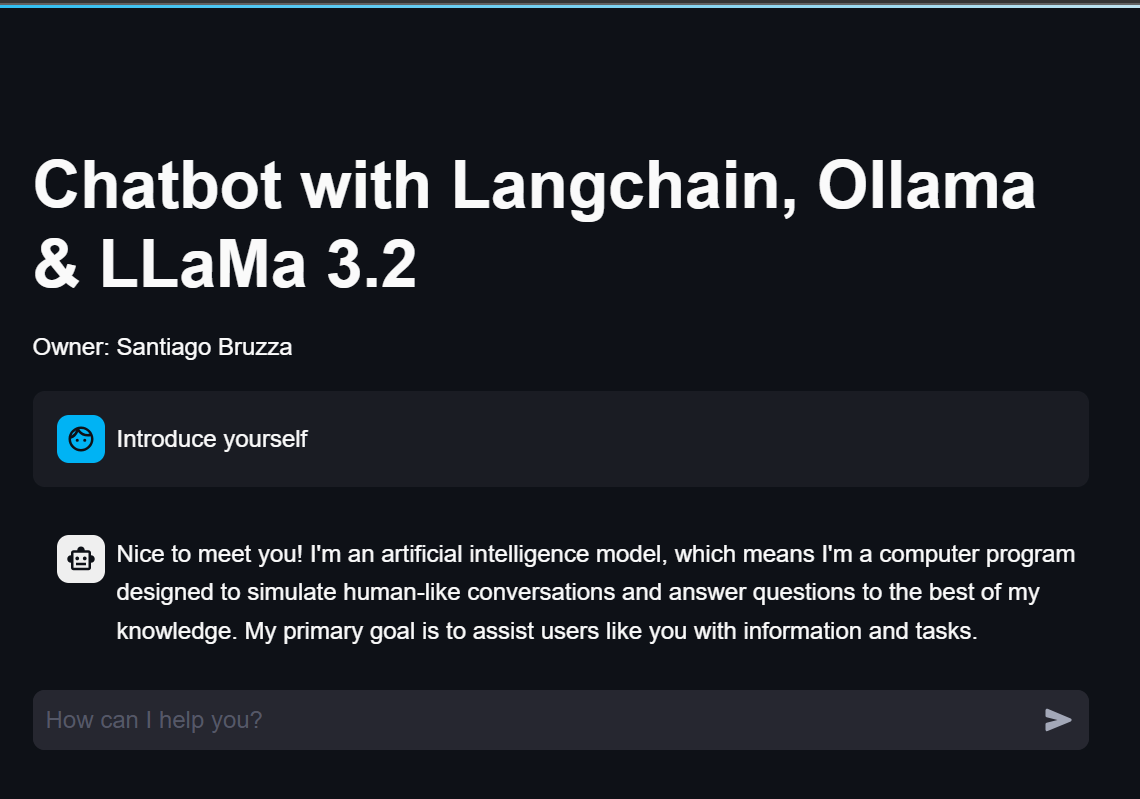 Chatbot with Langchain, Ollama
& LLaMa 3.2
Owner: Santiago Bruzza
Introduce yourself
Nice to meet you! I'm an artificial intelligence model, which means I'm a computer program
designed to simulate human-like conversations and answer questions to the best of my
knowledge. My primary goal is to assist users like you with information and tasks.
How can I help you?